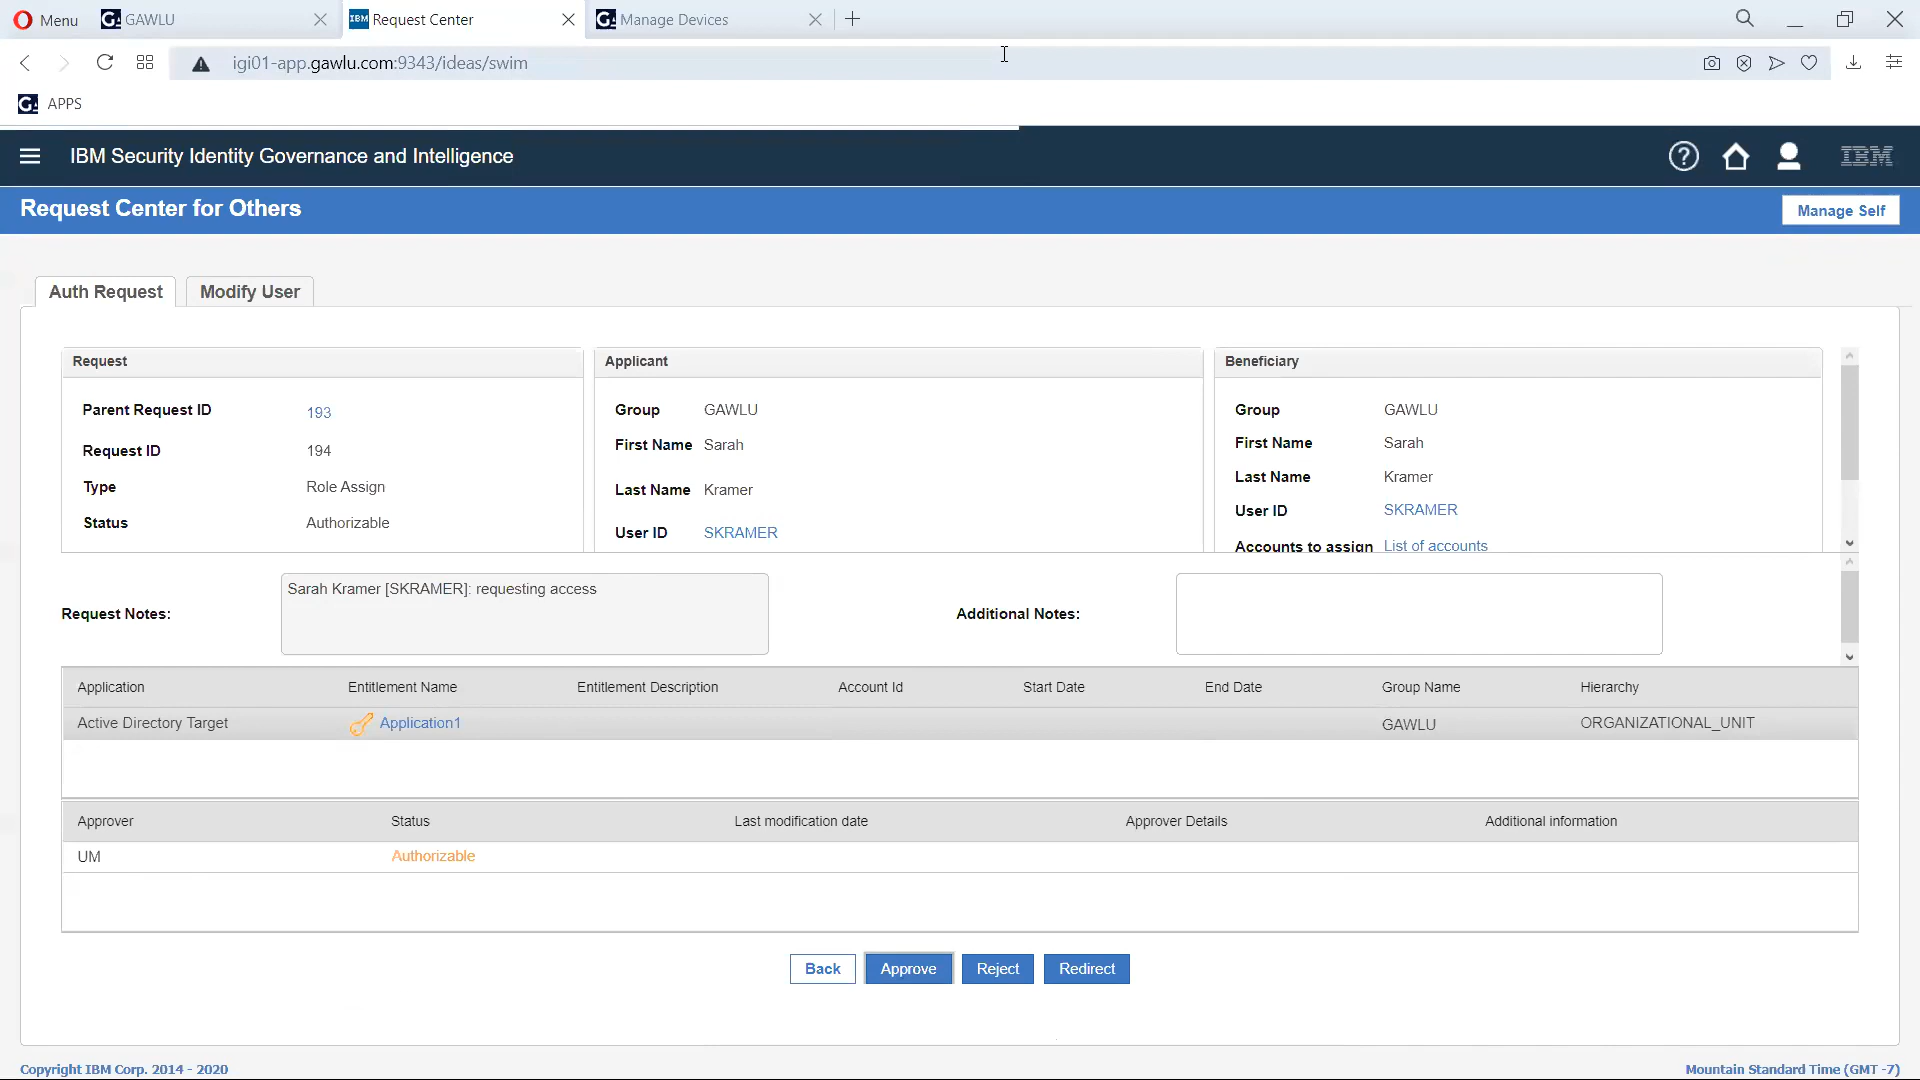 Menu
GAWLU
IBM Request Center
Manage Devices
igi01-app.gawlu.com:9343/ideas/swim
APPS
IBM Security Identity Governance and Intelligence
IBM
Request Center for Others
Manage Self
Auth Request
Modify User
Request
Parent Request ID 193
Request ID 194
Type Role Assign
Status Authorizable
Applicant
Group GAWLU
First Name Sarah
Last Name Kramer
User ID SKRAMER
Beneficiary
Group GAWLU
First Name Sarah
Last Name Kramer
User ID SKRAMER
Accounts to assign List of accounts
Request Notes: Sarah Kramer [SKRAMER]: requesting access
Additional Notes:
Application Entitlement Name Entitlement Description Account Id Start Date End Date Group Name Hierarchy
Active Directory Target Application1 GAWLU ORGANIZATIONAL_UNIT
Approver Status Last modification date Approver Details Additional information
UM Authorizable
Back Approve Reject Redirect
Copyright IBM Corp. 2014 - 2020
Mountain Standard Time (GMT -7)